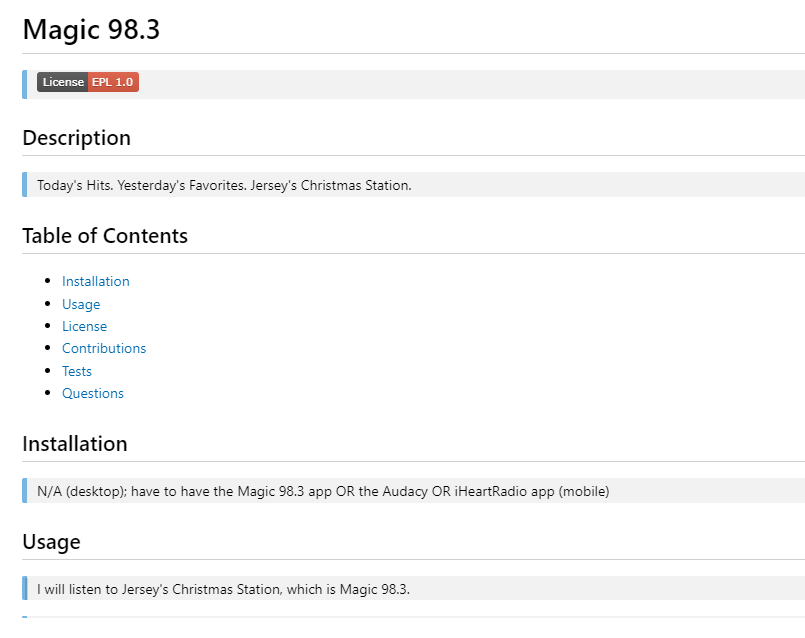 Magic 98.3
License EPL 1.0
Description
Today's Hits. Yesterday's Favorites. Jersey's Christmas Station.
Table of Contents
Installation
Usage
License
Contributions
Tests
Questions
Installation
N/A (desktop); have to have the Magic 98.3 app OR the Audacy OR iHeartRadio app (mobile)
Usage
I will listen to Jersey's Christmas Station, which is Magic 98.3.